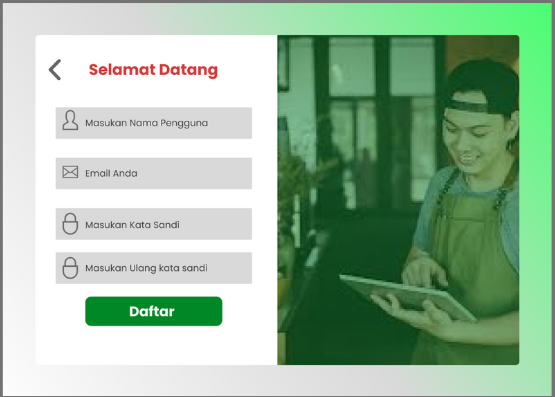 Selamat Datang
Masukan Nama Pengguna
Email Anda
Masukan Kata Sandi
Masukan Ulang kata sandi
Daftar